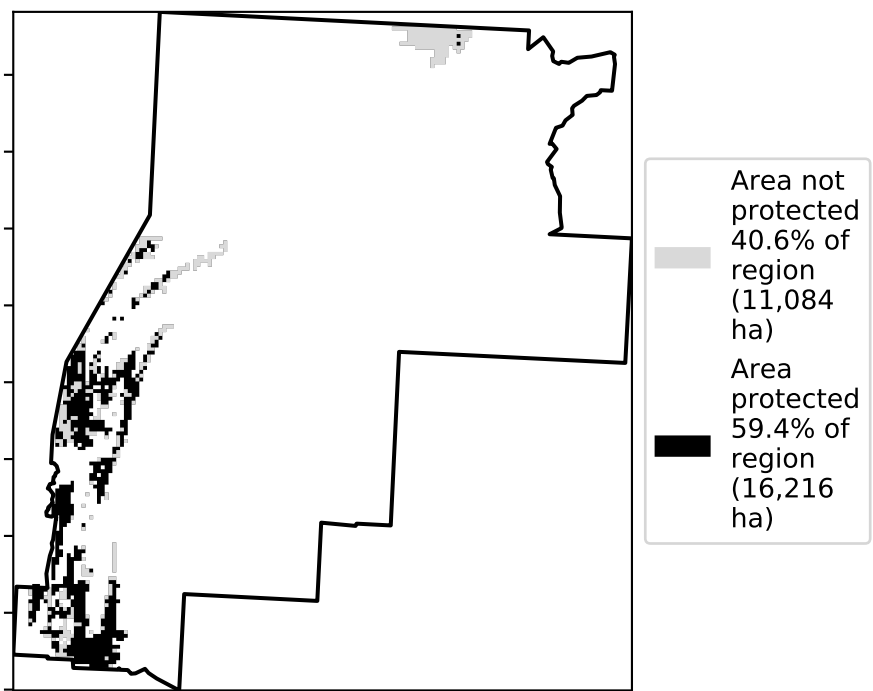 Area not
protected
40.6% of
region
(11,084
ha)
Area
protected
59.4% of
region
(16,216
ha)